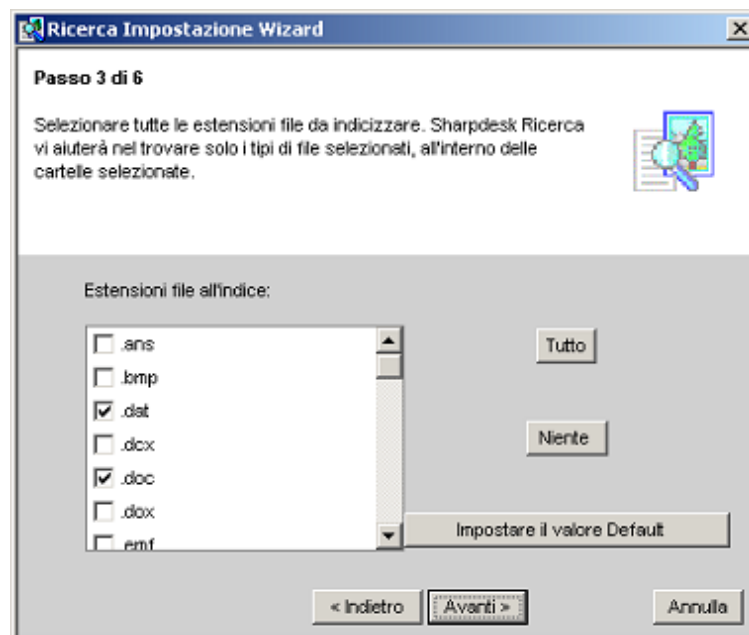 Ricerca Impostazione Wizard
Passo 3 di 6
Selezionare tutte le estensioni file da indicizzare. Sharpdesk Ricerca
vi aiuterà nel trovare solo i tipi di file selezionati, all'interno delle
cartelle selezionate.
Estensioni file all'indice:
.ans
.bmp
.dat
.dcx
.doc
.dox
.emf
Tutto
Niente
Impostare il valore Default
« Indietro
Avanti »
Annulla